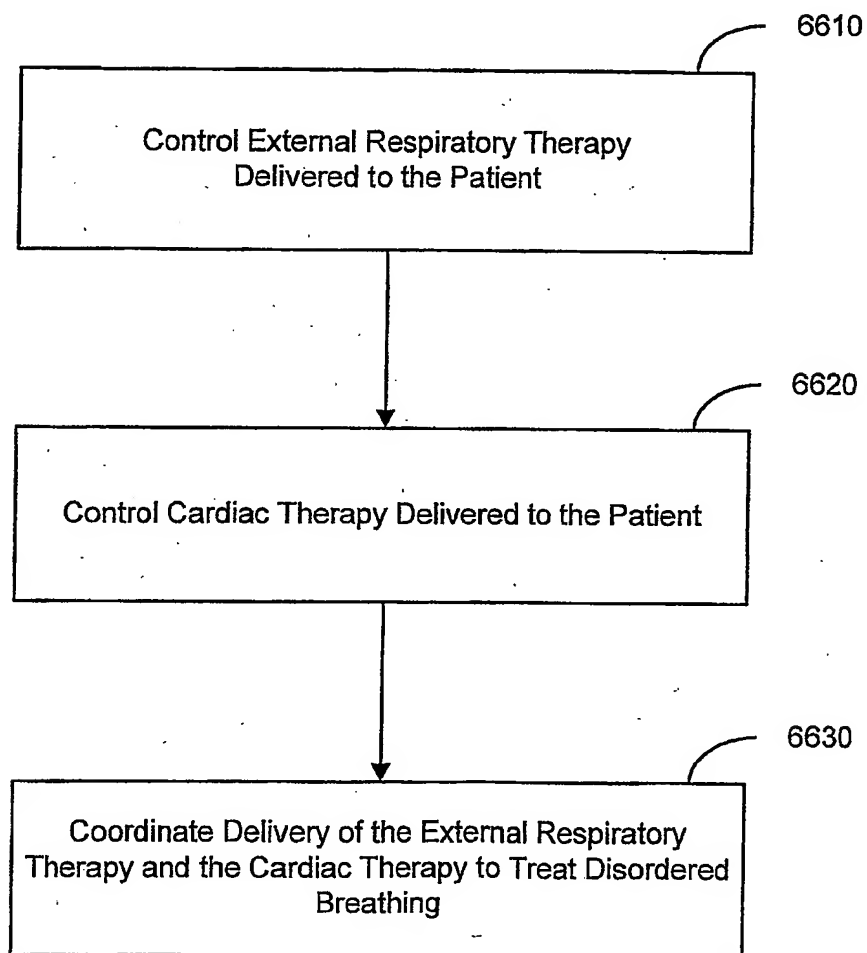 6610
Control External Respiratory Therapy
Delivered to the Patient
6620
Control Cardiac Therapy Delivered to the Patient
6630
Coordinate Delivery of the External Respiratory
Therapy and the Cardiac Therapy to Treat Disordered
Breathing